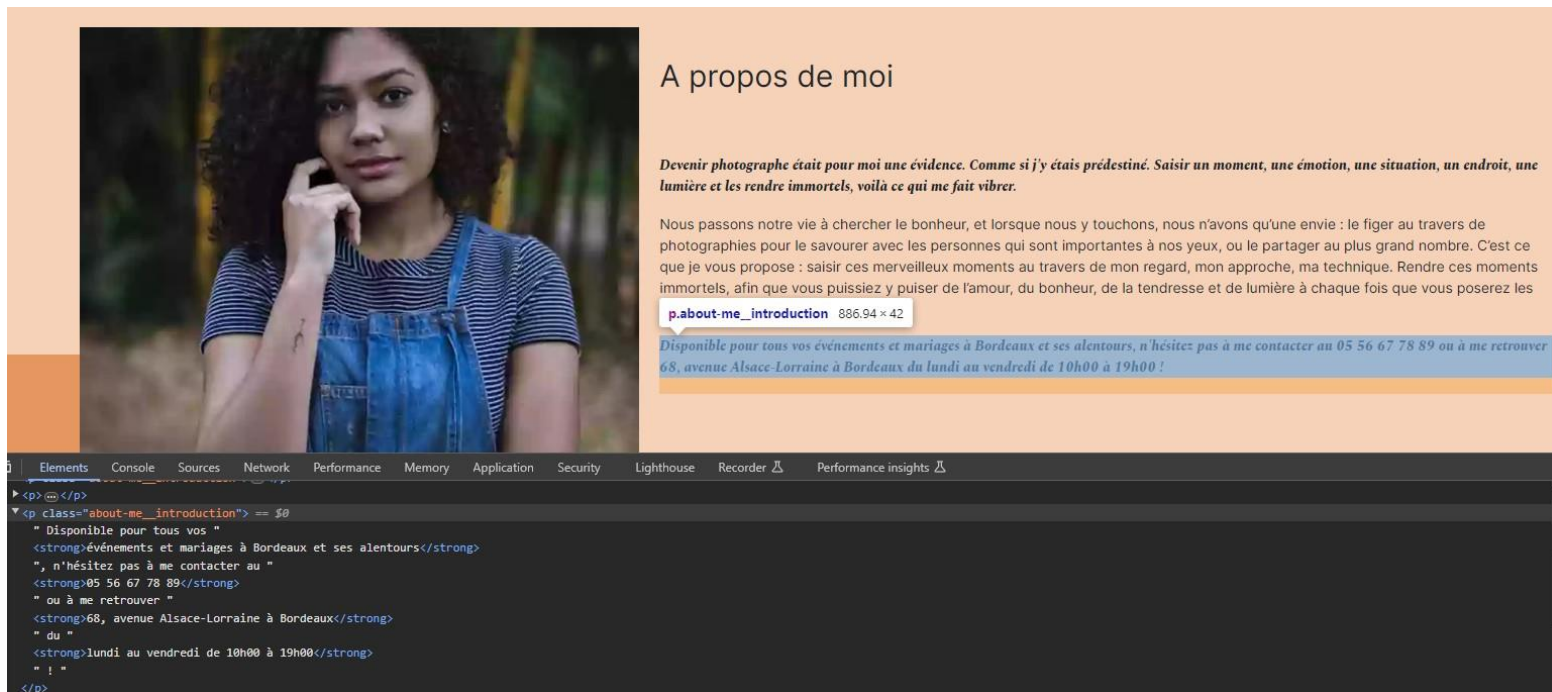 A propos de moi
Devenir photographe était pour moi une évidence. Comme si j'y étais prédestiné. Saisir un moment, une émotion, une situation, un endroit, une
lumière et les rendre immortels, voilà ce qui me fait vibrer.
Nous passons notre vie à chercher le bonheur, et lorsque nous y touchons, nous n’avons qu’une envie : le figer au travers de
photographies pour le savourer avec les personnes qui sont importantes à nos yeux, ou le partager au plus grand nombre. C’est ce
que je vous propose : saisir ces merveilleux moments au travers de mon regard, mon approche, ma technique. Rendre ces moments
immortels, afin que vous puissiez y puiser de l’amour, du bonheur, de la tendresse et de lumière à chaque fois que vous poserez les
p.about-me__introduction 886.94 × 42
Disponible pour tous vos événements et mariages à Bordeaux et ses alentours, n'hésitez pas à me contacter au 05 56 67 78 89 ou à me retrouver
68, avenue Alsace-Lorraine à Bordeaux du lundi au vendredi de 10h00 à 19h00 !
Elements Console Sources Network Performance Memory Application Security Lighthouse Recorder Performance insights
<p>…</p>
<p class="about-me__introduction"> == $0
" Disponible pour tous vos "
<strong>événements et mariages à Bordeaux et ses alentours</strong>
", n'hésitez pas à me contacter au "
<strong>05 56 67 78 89</strong>
" ou à me retrouver "
<strong>68, avenue Alsace-Lorraine à Bordeaux</strong>
" du "
<strong>lundi au vendredi de 10h00 à 19h00</strong>
" ! "
</p>